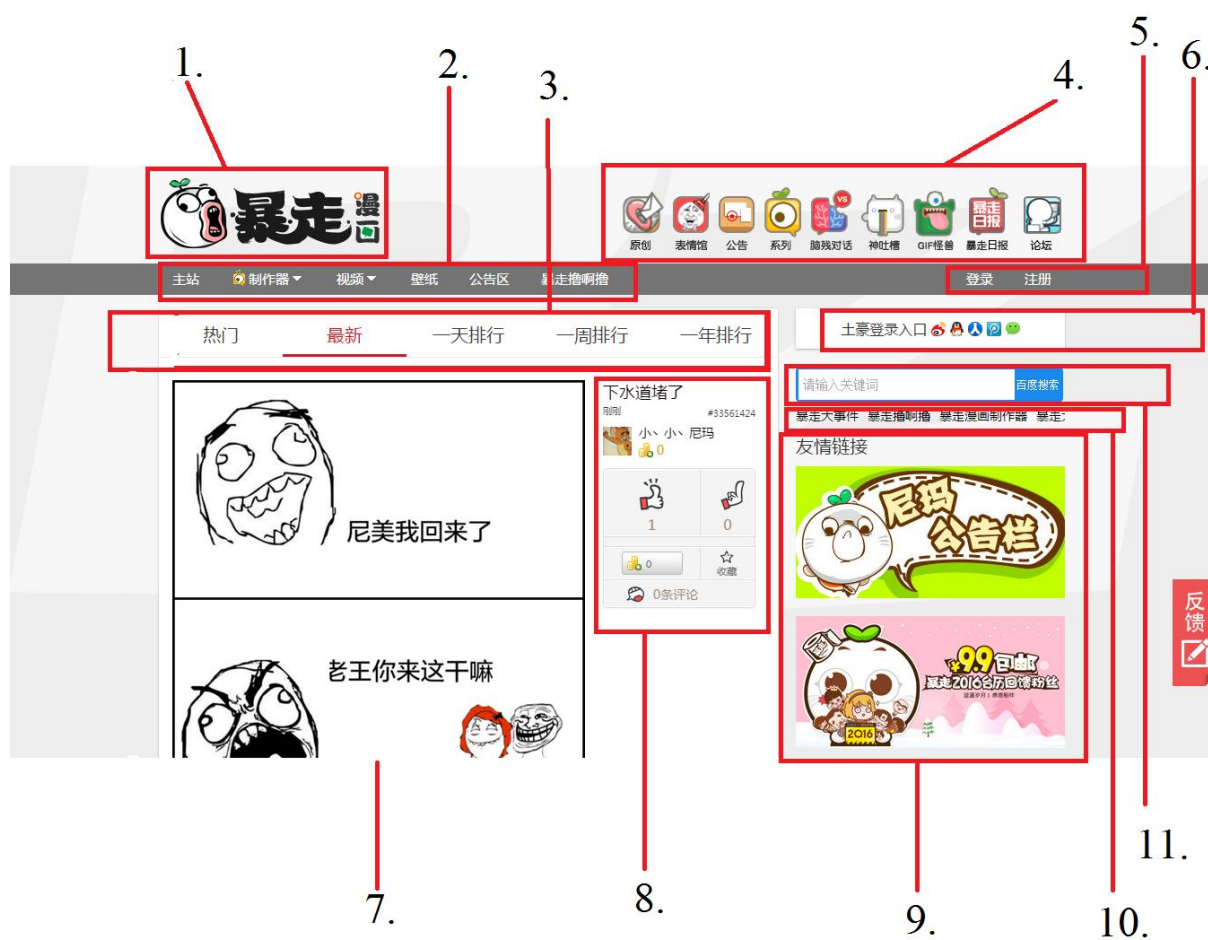 1.
2.
3.
4.
5.
6.
暴走漫画
原创 表情馆 公告 系列 脑残对话 神吐槽 GIF怪兽 暴走日报 论坛
VS
暴走日报
主站 制作器 视频 壁纸 公告区 暴走撸啊撸
登录 注册
热门 最新 一天排行 一周排行 一年排行
土豪登录入口
请输入关键词 百度搜索
暴走大事件 暴走撸啊撸 暴走漫画制作器 暴走
下水道堵了
刚刚 #33561424
小、小、尼玛
0
1 0
0 收藏
0条评论
友情链接
尼玛
公告栏
¥9.9包邮
暴走2016台历回馈粉丝
2016
尼美我回来了
老王你来这干嘛
反馈
7.
8.
9.
10.
11.